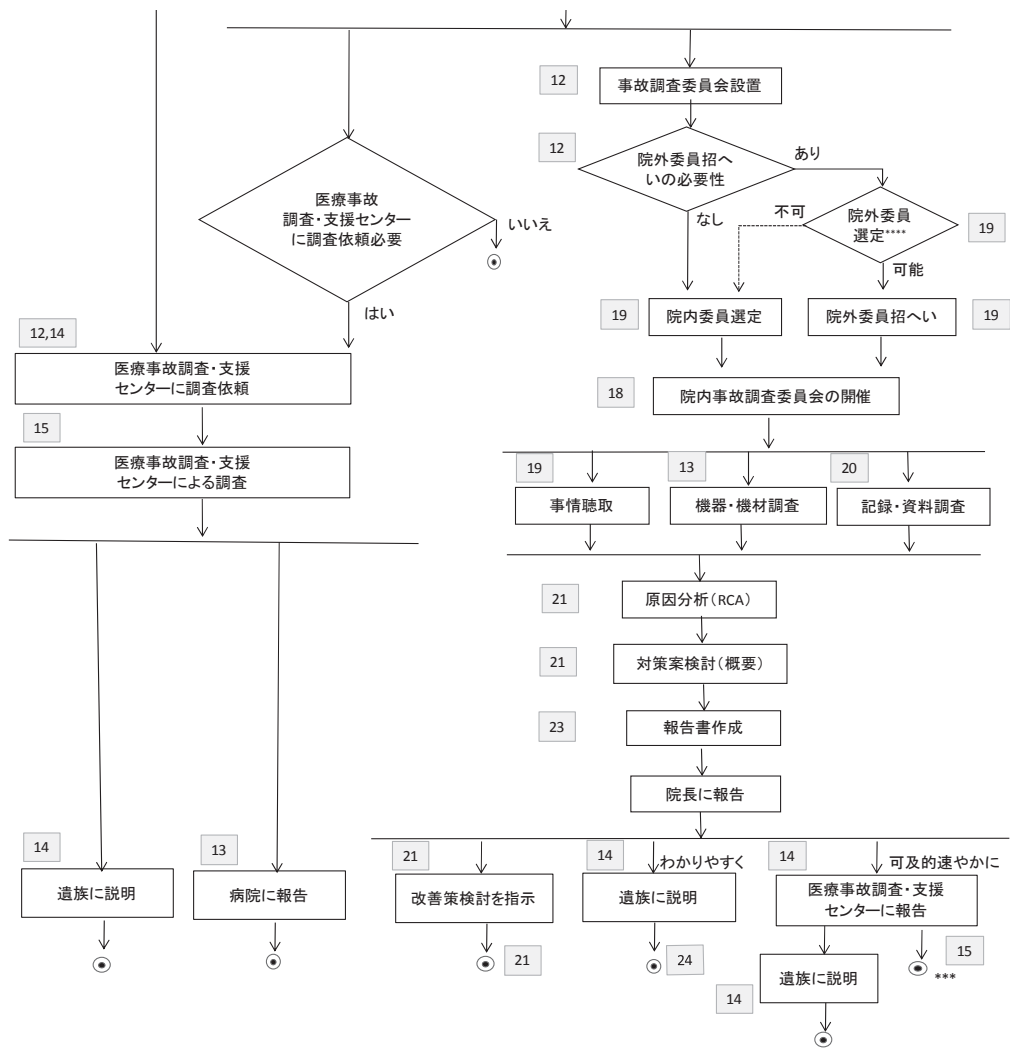 12
事故調査委員会設置
12
院外委員招へ
いの必要性
あり
なし
医療事故
調査・支援センター
に調査依頼必要
いいえ
はい
不可
院外委員
選定****
19
可能
19
院内委員選定
院外委員招へい
19
12,14
医療事故調査・支援
センターに調査依頼
18
院内事故調査委員会の開催
15
医療事故調査・支援
センターによる調査
19
事情聴取
13
機器・機材調査
20
記録・資料調査
21
原因分析(RCA)
21
対策案検討(概要)
23
報告書作成
院長に報告
14
遺族に説明
13
病院に報告
21
改善策検討を指示
21
14
わかりやすく
遺族に説明
24
14
可及的速やかに
医療事故調査・支援
センターに報告
15
***
14
遺族に説明